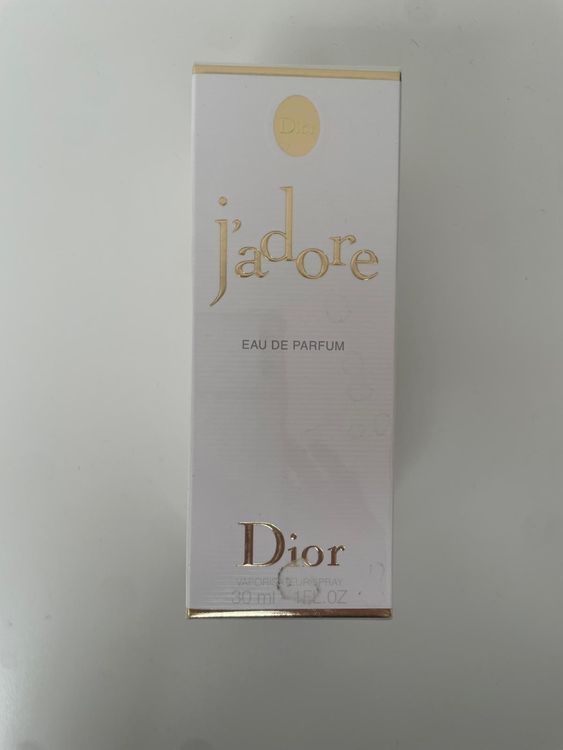 Dior
j'adore
EAU DE PARFUM
Dior
VAPORISATEUR SPRAY
30 ml - 1 FL.OZ